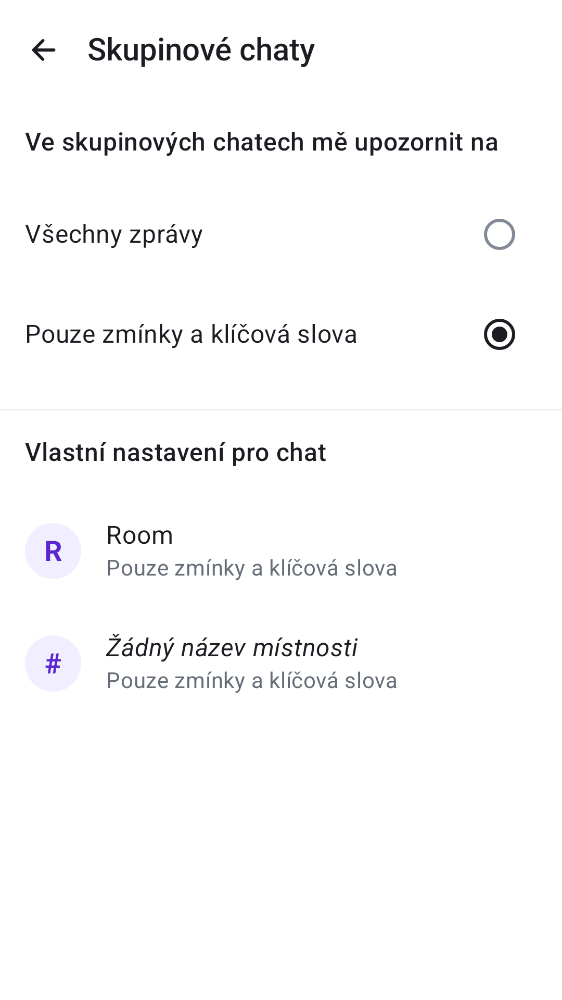 Skupinové chaty
Ve skupinových chatech mě upozornit na
Všechny zprávy
Pouze zmínky a klíčová slova
Vlastní nastavení pro chat
R
Room
Pouze zmínky a klíčová slova
#
Žádný název místnosti
Pouze zmínky a klíčová slova